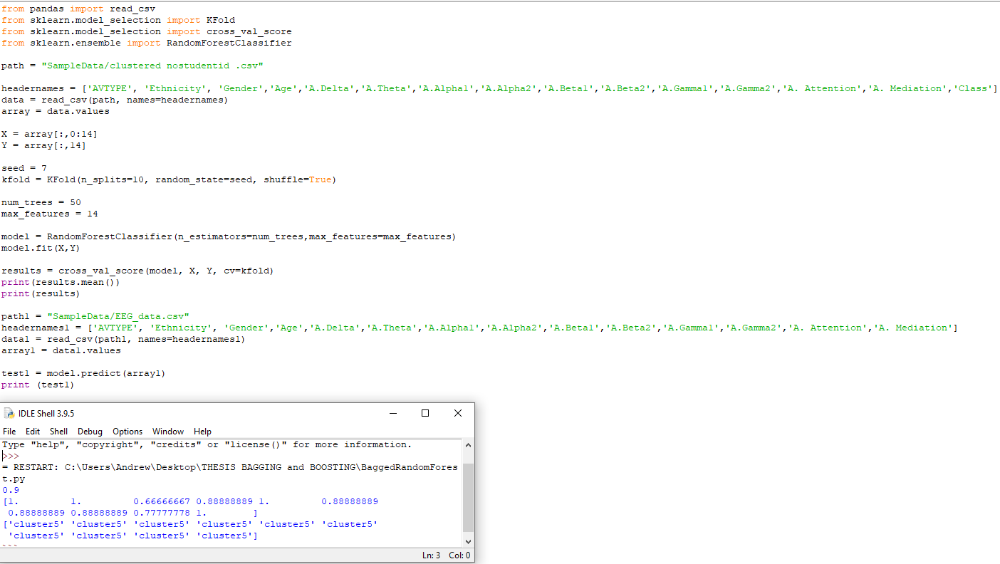 from pandas import read_csv
from sklearn.model_selection import KFold
from sklearn.model_selection import cross_val_score
from sklearn.ensemble import RandomForestClassifier
path = "SampleData/clustered nostudentid .csv"
headernames = ['AVTYPE', 'Ethnicity', 'Gender','Age','A.Delta','A.Theta','A.Alpha1','A.Alpha2','A.Beta1','A.Beta2','A.Gamma1','A.Gamma2','A. Attention','A. Mediation','Class']
data = read_csv(path, names=headernames)
array = data.values
X = array[:,0:14]
Y = array[:,14]
seed = 7
kfold = KFold(n_splits=10, random_state=seed, shuffle=True)
num_trees = 50
max_features = 14
model = RandomForestClassifier(n_estimators=num_trees,max_features=max_features)
model.fit(X,Y)
results = cross_val_score(model, X, Y, cv=kfold)
print(results.mean())
print(results)
path1 = "SampleData/EEG_data.csv"
headernames1 = ['AVTYPE', 'Ethnicity', 'Gender','Age','A.Delta','A.Theta','A.Alpha1','A.Alpha2','A.Beta1','A.Beta2','A.Gamma1','A.Gamma2','A. Attention','A. Mediation']
data1 = read_csv(path1, names=headernames1)
array1 = data1.values
test1 = model.predict(array1)
print (test1)
IDLE Shell 3.9.5
File Edit Shell Debug Options Window Help
Type "help", "copyright", "credits" or "license()" for more information.
>>>
= RESTART: C:\Users\Andrew\Desktop\THESIS BAGGING and BOOSTING\BaggedRandomFores
t.py
0.9
[1. 1. 0.66666667 0.88888889 1. 0.88888889
0.88888889 0.88888889 0.77777778 1. ]
['cluster5' 'cluster5' 'cluster5' 'cluster5' 'cluster5' 'cluster5'
'cluster5' 'cluster5' 'cluster5' 'cluster5']
>>>
Ln: 3 Col: 0